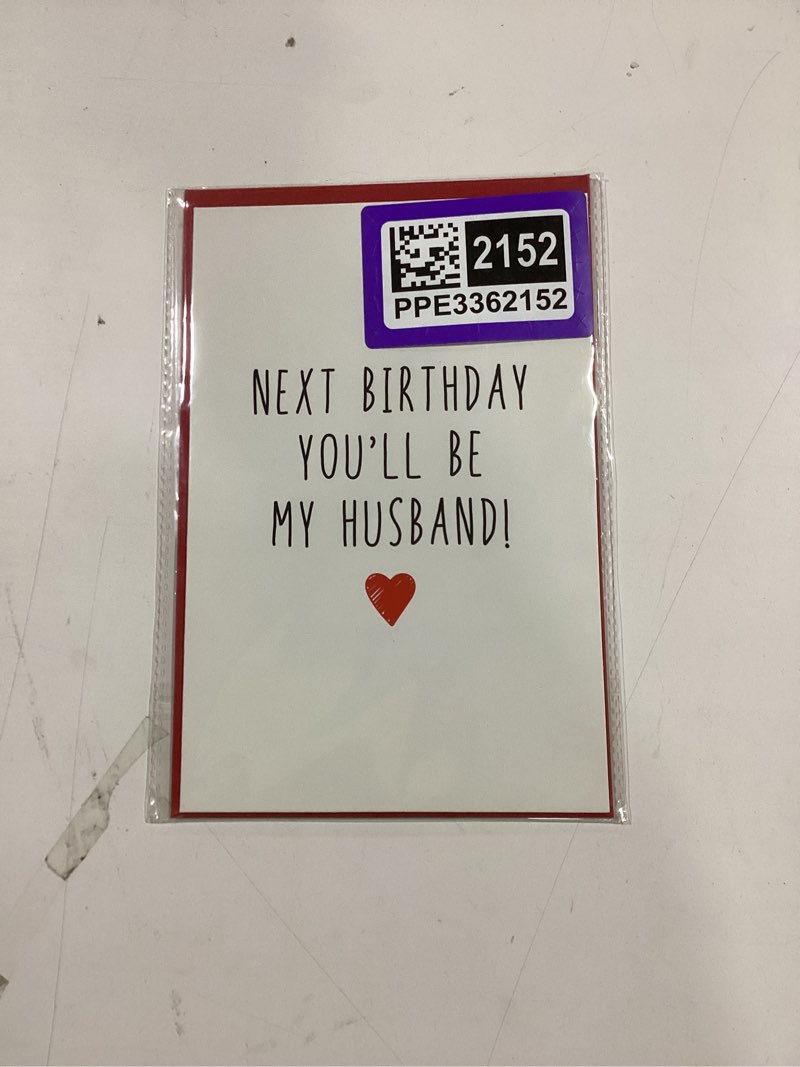 2152
PPE3362152
NEXT BIRTHDAY
YOU'LL BE
MY HUSBAND!